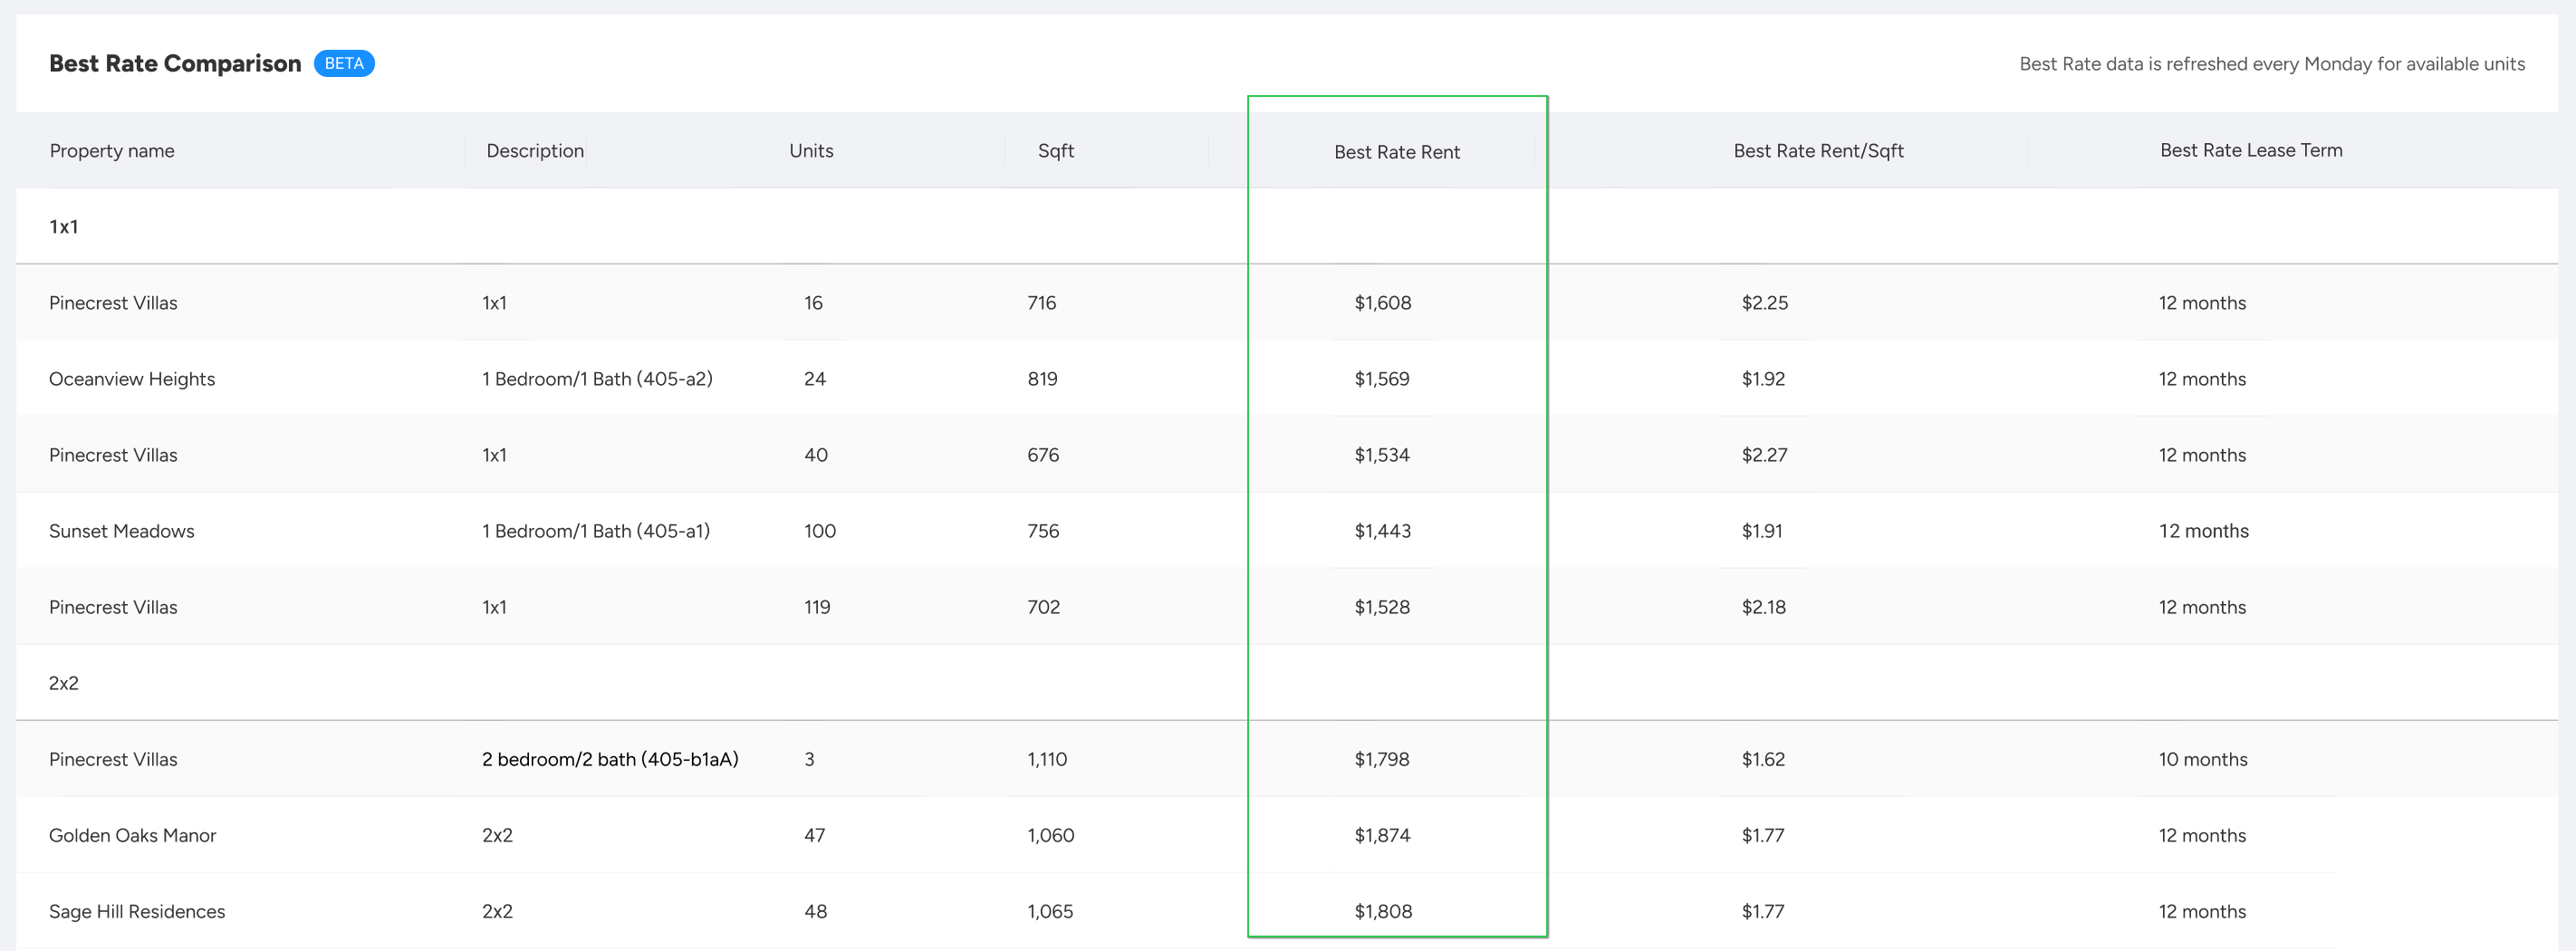 Best Rate Comparison BETA Best Rate data is refreshed every Monday for available units
Property name Description Units Sqft Best Rate Rent Best Rate Rent/Sqft Best Rate Lease Term
1x1
Pinecrest Villas 1x1 16 716 $1,608 $2.25 12 months
Oceanview Heights 1 Bedroom/1 Bath (405-a2) 24 819 $1,569 $1.92 12 months
Pinecrest Villas 1x1 40 676 $1,534 $2.27 12 months
Sunset Meadows 1 Bedroom/1 Bath (405-a1) 100 756 $1,443 $1.91 12 months
Pinecrest Villas 1x1 119 702 $1,528 $2.18 12 months
2x2
Pinecrest Villas 2 bedroom/2 bath (405-b1aA) 3 1,110 $1,798 $1.62 10 months
Golden Oaks Manor 2x2 47 1,060 $1,874 $1.77 12 months
Sage Hill Residences 2x2 48 1,065 $1,808 $1.77 12 months